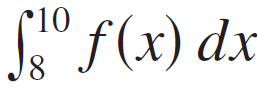 ∫₈¹⁰ f(x) dx